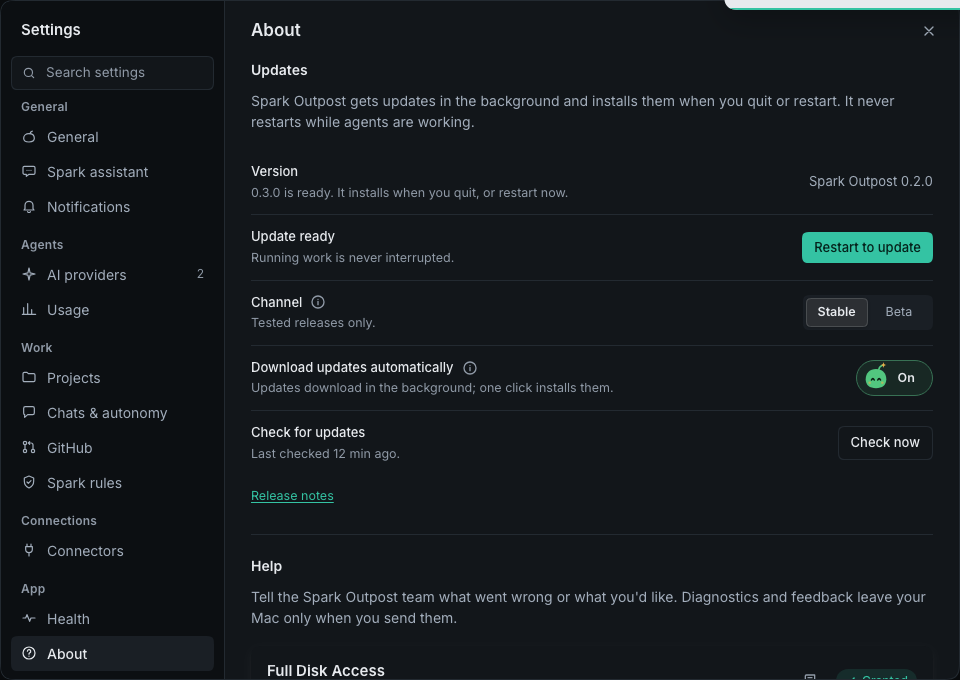 Settings
Search settings
General
General
Spark assistant
Notifications
Agents
AI providers 2
Usage
Work
Projects
Chats & autonomy
GitHub
Spark rules
Connections
Connectors
App
Health
About
About
Updates
Spark Outpost gets updates in the background and installs them when you quit or restart. It never
restarts while agents are working.
Version
0.3.0 is ready. It installs when you quit, or restart now.
Spark Outpost 0.2.0
Update ready
Running work is never interrupted.
Restart to update
Channel
Tested releases only.
Stable Beta
Download updates automatically
Updates download in the background; one click installs them.
On
Check for updates
Last checked 12 min ago.
Check now
Release notes
Help
Tell the Spark Outpost team what went wrong or what you'd like. Diagnostics and feedback leave your
Mac only when you send them.
Full Disk Access
Granted